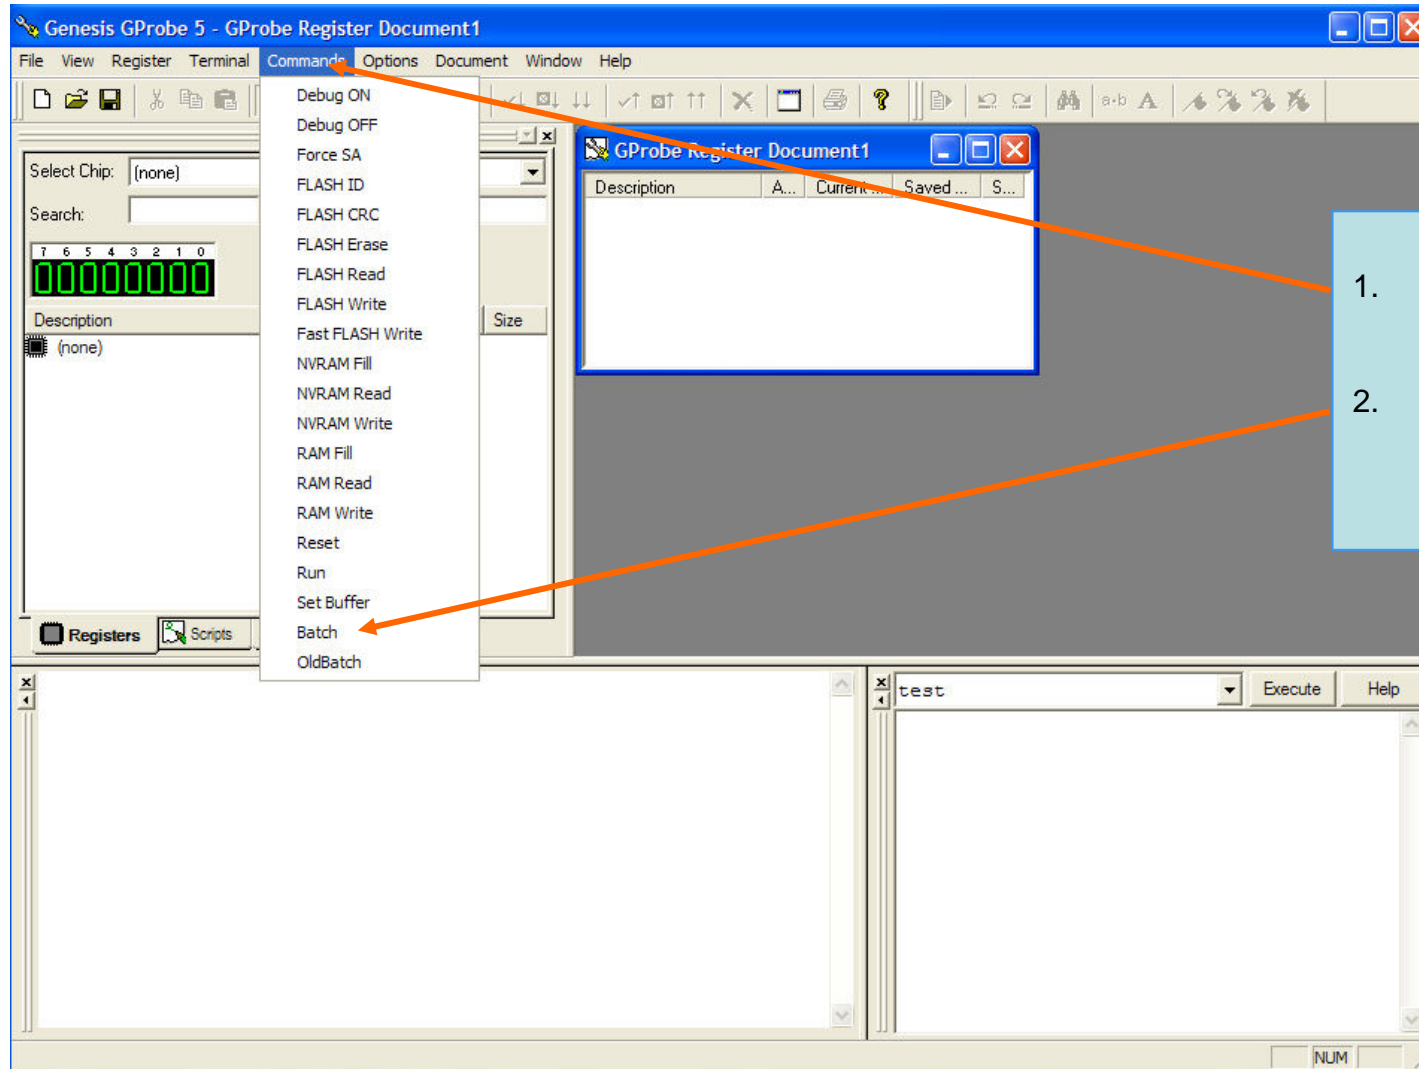 Genesis GProbe 5 - GProbe Register Document1
File View Register Terminal Commands Options Document Window Help
Debug ON
Debug OFF
Force SA
FLASH ID
FLASH CRC
FLASH Erase
FLASH Read
FLASH Write
Fast FLASH Write
NVRAM Fill
NVRAM Read
NVRAM Write
RAM Fill
RAM Read
RAM Write
Reset
Run
Set Buffer
Batch
OldBatch
a+b A
Select Chip: (none)
Search:
7 6 5 4 3 2 1 0
00000000
Description Size
(none)
Registers Scripts
GProbe Register Document1
Description A... Current ... Saved ... S...
1.
2.
test Execute Help
NUM